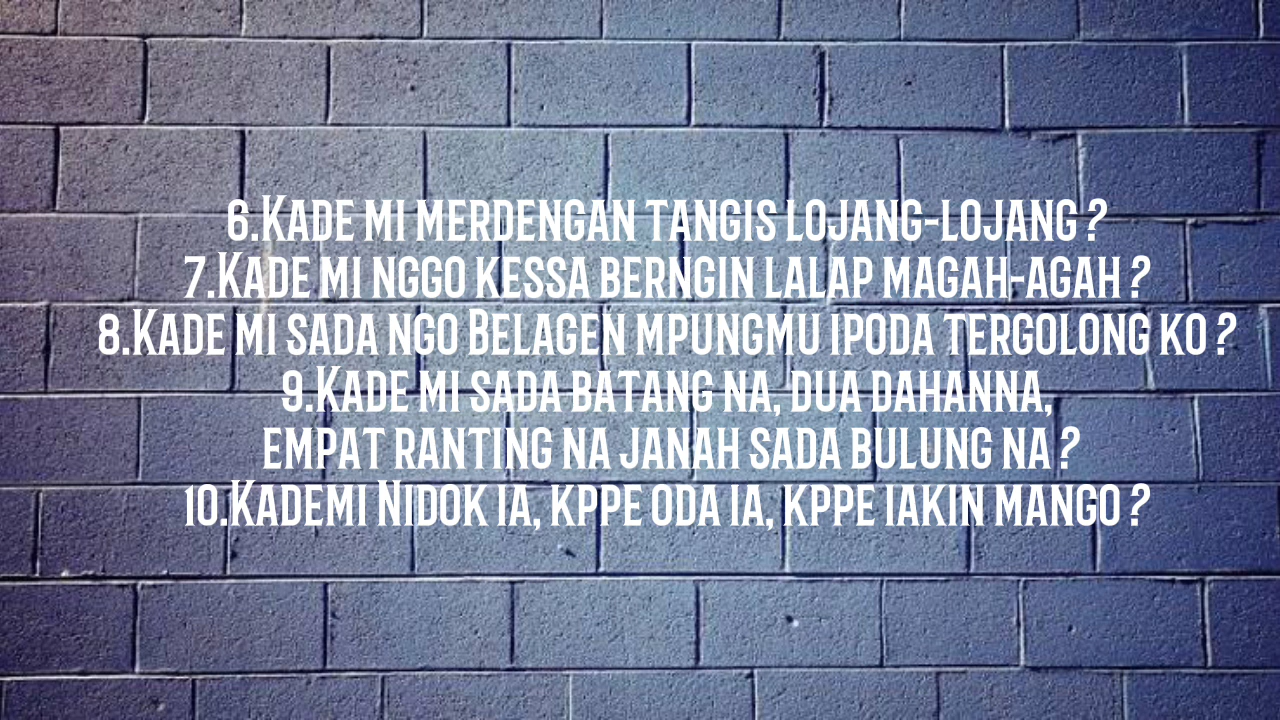 6.Kade mi merdengan tangis lojang-lojang?
7.Kade mi nggo kessa berngin lalap magah-agah?
8.Kade mi sada ngo Belagen mpungmu ipoda tergolong ko?
9.Kade mi sada batang na, dua dahanna,
empat ranting na janah sada bulung na?
10.Kademi Nidok ia, kppe oda ia, kppe iakin mango?